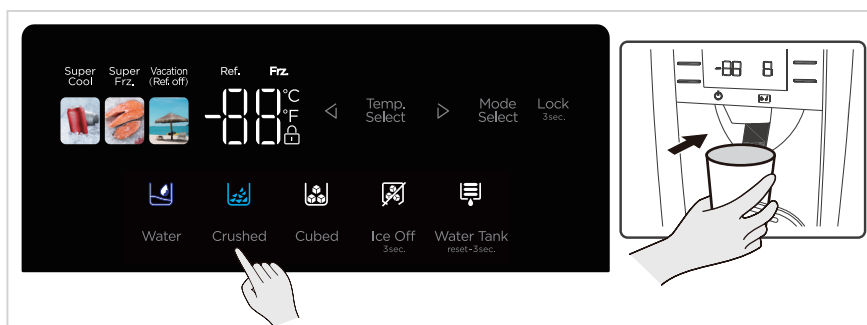 Super Super Vacation Ref. Frz.
Cool Frz. (Ref. off)
-88 °C
°F
Temp. Mode Lock
Select Select 3sec.
Water Crushed Cubed Ice Off Water Tank
3sec. reset-3sec.
-88 8